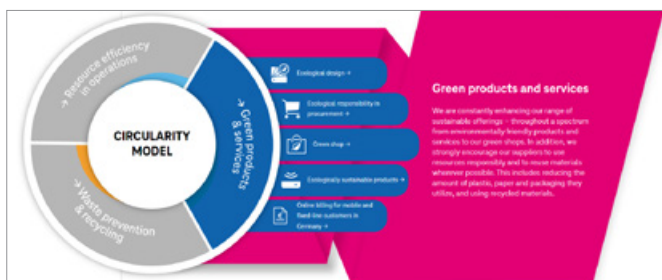 → Resource efficiency
in operations
CIRCULARITY
MODEL
→ Green products
& services
→ Waste prevention
& recycling
Ecological design →
Ecological responsibility in
procurement →
Green shop →
Ecologically sustainable products →
Online billing for mobile and
fixed-line customers in
Germany →
Green products and services
We are constantly enhancing our range of
sustainable offerings – throughout a spectrum
from environmentally friendly products and
services to our green shops. In addition, we
strongly encourage our suppliers to use
resources responsibly and to reuse materials
wherever possible. This includes reducing the
amount of plastic, paper and packaging they
utilize, and using recycled materials.